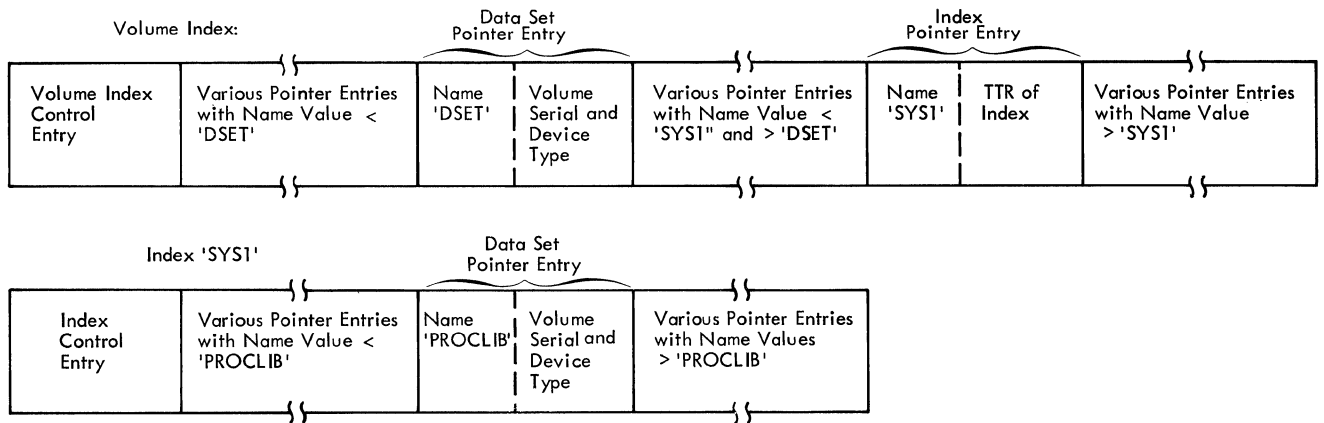 Volume Index:
Data Set
Pointer Entry
Index
Pointer Entry
Volume Index
Control
Entry
Various Pointer Entries
with Name Value <
'DSET'
Name
'DSET'
Volume
Serial and
Device
Type
Various Pointer Entries
with Name Value <
'SYS1" and > 'DSET'
Name
'SYS1'
TTR of
Index
Various Pointer Entries
with Name Value
> 'SYS1'
Index 'SYS1'
Data Set
Pointer Entry
Index
Control
Entry
Various Pointer Entries
with Name Value <
'PROCLIB'
Name
'PROCLIB'
Volume
Serial and
Device
Type
Various Pointer Entries
with Name Values
> 'PROCLIB'